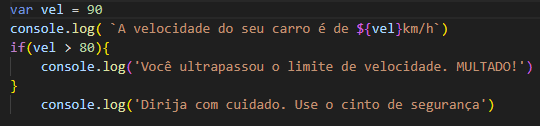 var vel = 90
console.log( `A velocidade do seu carro é de ${vel}km/h`)
if(vel > 80){
    console.log('Você ultrapassou o limite de velocidade. MULTADO!')
}
    console.log('Dirija com cuidado. Use o cinto de segurança')